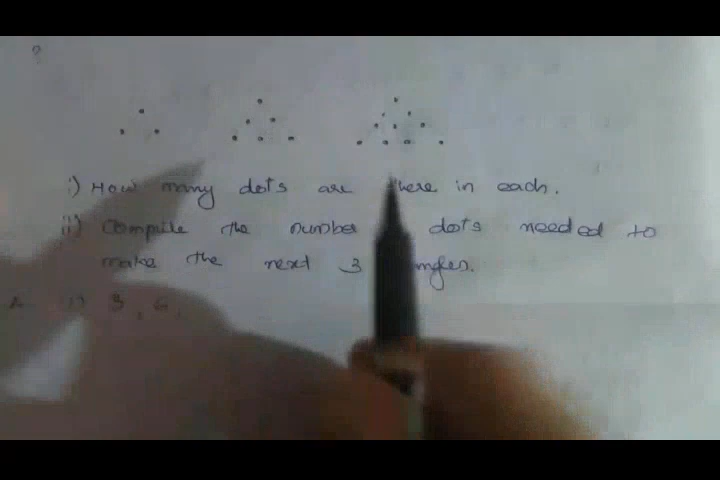 ?
i) How many dots are there in each.
ii) Compute the number dots needed to
make the next 3
A. i) 3, 6,